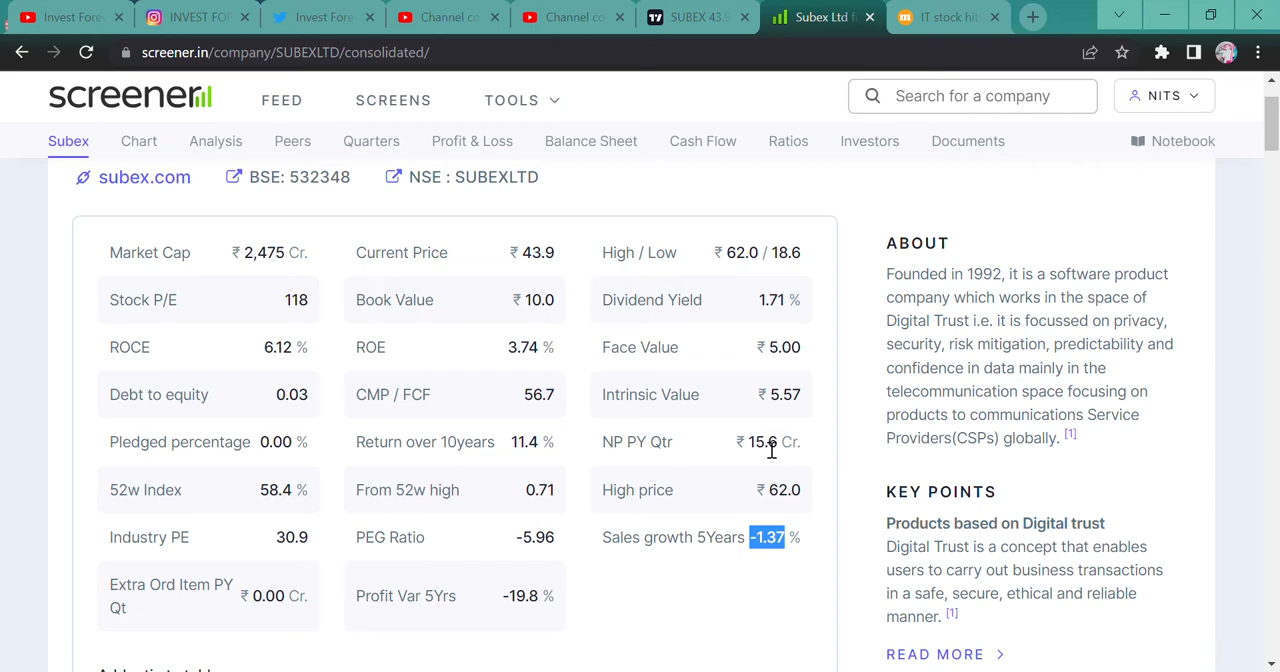 Invest Fore
INVEST FO
Invest Fore
Channel co
Channel co
SUBEX 43.9
Subex Ltd f
IT stock hit
screener.in/company/SUBEXLTD/consolidated/
screener
FEED
SCREENS
TOOLS
Search for a company
NITS
Subex
Chart
Analysis
Peers
Quarters
Profit & Loss
Balance Sheet
Cash Flow
Ratios
Investors
Documents
Notebook
subex.com
BSE: 532348
NSE : SUBEXLTD
Market Cap ₹ 2,475 Cr.
Current Price ₹ 43.9
High / Low ₹ 62.0 / 18.6
Stock P/E 118
Book Value ₹ 10.0
Dividend Yield 1.71 %
ROCE 6.12 %
ROE 3.74 %
Face Value ₹ 5.00
Debt to equity 0.03
CMP / FCF 56.7
Intrinsic Value ₹ 5.57
Pledged percentage 0.00 %
Return over 10years 11.4 %
NP PY Qtr ₹ 15.6 Cr.
52w Index 58.4 %
From 52w high 0.71
High price ₹ 62.0
Industry PE 30.9
PEG Ratio -5.96
Sales growth 5Years -1.37 %
Extra Ord Item PY
Qt ₹ 0.00 Cr.
Profit Var 5Yrs -19.8 %
ABOUT
Founded in 1992, it is a software product
company which works in the space of
Digital Trust i.e. it is focussed on privacy,
security, risk mitigation, predictability and
confidence in data mainly in the
telecommunication space focusing on
products to communications Service
Providers(CSPs) globally. [1]
KEY POINTS
Products based on Digital trust
Digital Trust is a concept that enables
users to carry out business transactions
in a safe, secure, ethical and reliable
manner. [1]
READ MORE